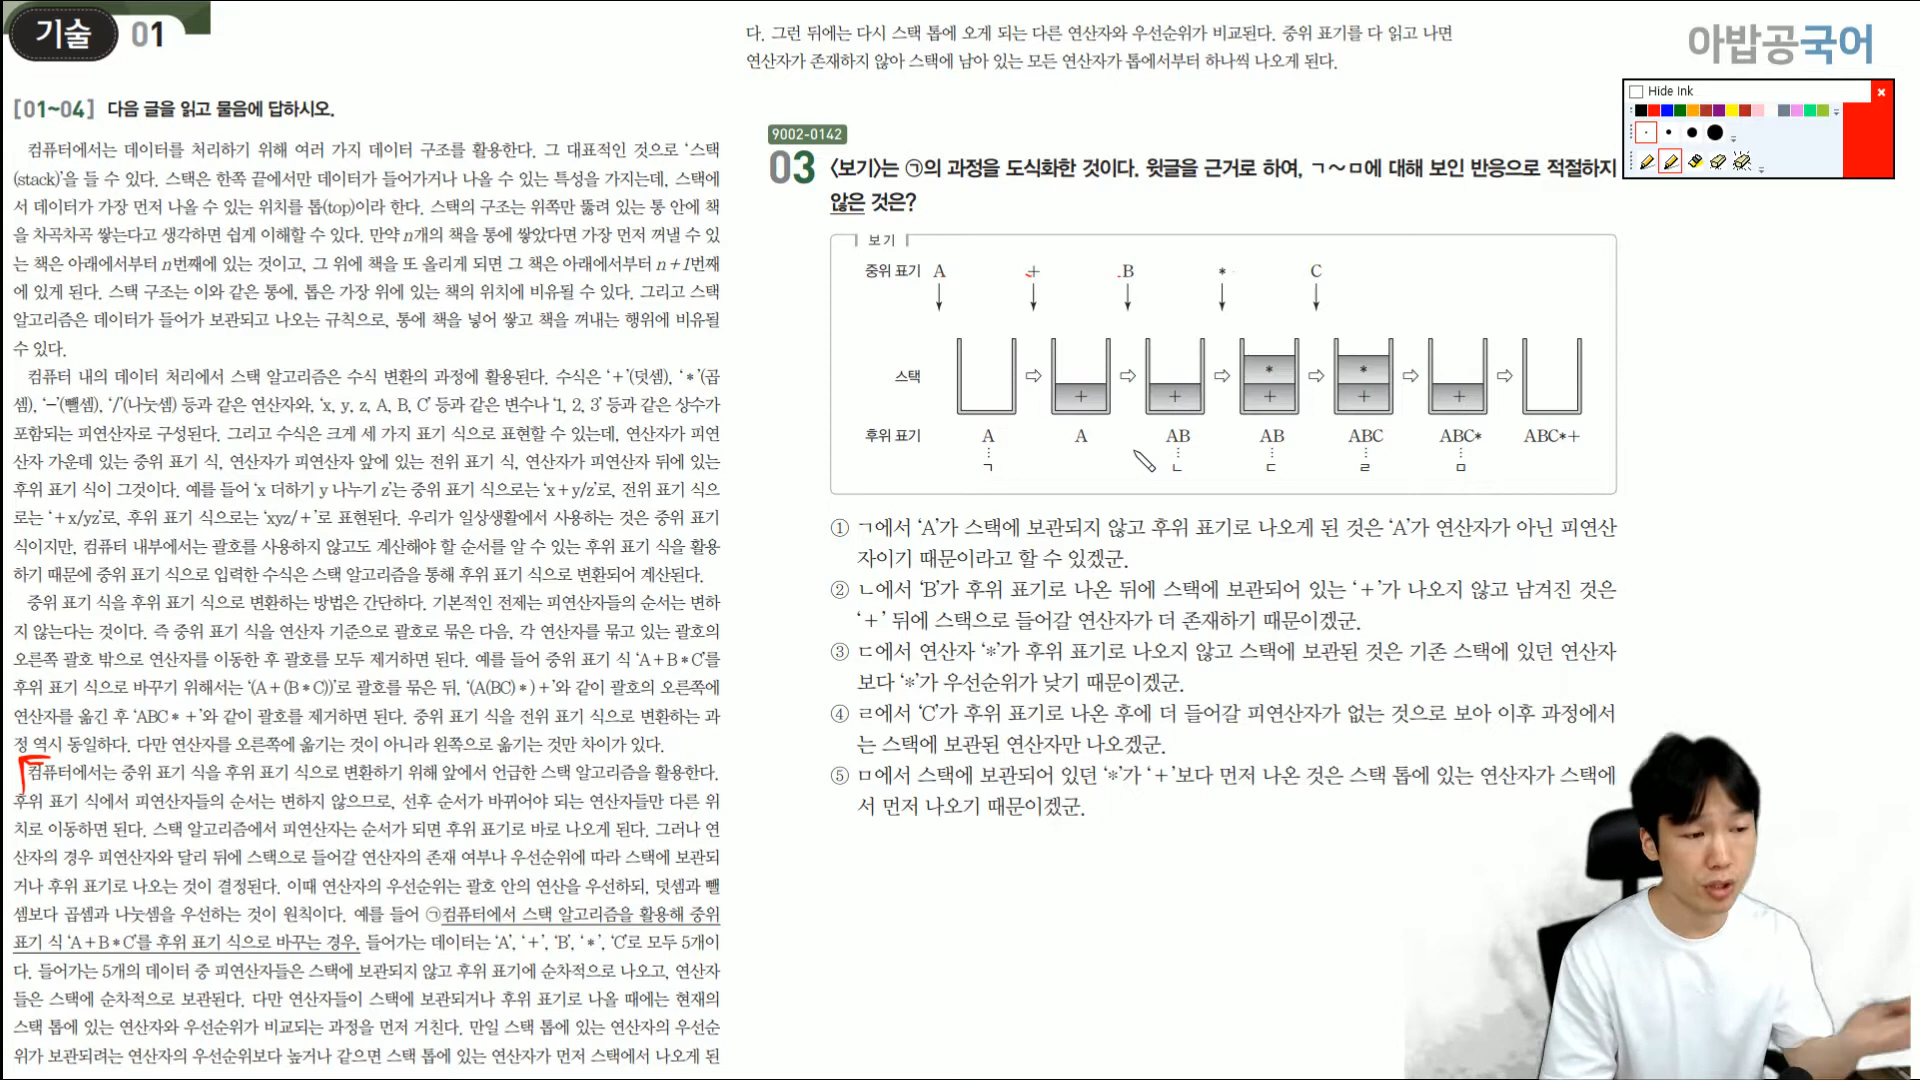 기술 01
[01~04] 다음 글을 읽고 물음에 답하시오.
컴퓨터에서는 데이터를 처리하기 위해 여러 가지 데이터 구조를 활용한다. 그 대표적인 것으로 ‘스택
(stack)’을 들 수 있다. 스택은 한쪽 끝에서만 데이터가 들어가거나 나올 수 있는 특성을 가지는데, 스택에
서 데이터가 가장 먼저 나올 수 있는 위치를 톱(top)이라 한다. 스택의 구조는 위쪽만 뚫려 있는 통 안에 책
을 차곡차곡 쌓는다고 생각하면 쉽게 이해할 수 있다. 만약 n개의 책을 통에 쌓았다면 가장 먼저 꺼낼 수 있
는 책은 아래에서부터 n번째에 있는 것이고, 그 위에 책을 또 올리게 되면 그 책은 아래에서부터 n+1번째
에 있게 된다. 스택 구조는 이와 같은 통에, 톱은 가장 위에 있는 책의 위치에 비유될 수 있다. 그리고 스택
알고리즘은 데이터가 들어가 보관되고 나오는 규칙으로, 통에 책을 넣어 쌓고 책을 꺼내는 행위에 비유될
수 있다.
컴퓨터 내의 데이터 처리에서 스택 알고리즘은 수식 변환의 과정에 활용된다. 수식은 ‘+’(덧셈), ‘*’(곱
셈), ‘−’(뺄셈), ‘/’(나눗셈) 등과 같은 연산자와, ‘x, y, z, A, B, C’ 등과 같은 변수나 ‘1, 2, 3’ 등과 같은 상수가
포함되는 피연산자로 구성된다. 그리고 수식은 크게 세 가지 표기 식으로 표현할 수 있는데, 연산자가 피연
산자 가운데 있는 중위 표기 식, 연산자가 피연산자 앞에 있는 전위 표기 식, 연산자가 피연산자 뒤에 있는
후위 표기 식이 그것이다. 예를 들어 ‘x 더하기 y 나누기 z’는 중위 표기 식으로는 ‘x+y/z’로, 전위 표기 식으
로는 ‘+x/yz’로, 후위 표기 식으로는 ‘xyz/+’로 표현된다. 우리가 일상생활에서 사용하는 것은 중위 표기
식이지만, 컴퓨터 내부에서는 괄호를 사용하지 않고도 계산해야 할 순서를 알 수 있는 후위 표기 식을 활용
하기 때문에 중위 표기 식으로 입력한 수식은 스택 알고리즘을 통해 후위 표기 식으로 변환되어 계산된다.
중위 표기 식을 후위 표기 식으로 변환하는 방법은 간단하다. 기본적인 전제는 피연산자들의 순서는 변하
지 않는다는 것이다. 즉 중위 표기 식을 연산자 기준으로 괄호로 묶은 다음, 각 연산자를 묶고 있는 괄호의
오른쪽 괄호 밖으로 연산자를 이동한 후 괄호를 모두 제거하면 된다. 예를 들어 중위 표기 식 ‘A+B*C’를
후위 표기 식으로 바꾸기 위해서는 ‘(A+(B*C))’로 괄호를 묶은 뒤, ‘(A(BC)*)+’와 같이 괄호의 오른쪽에
연산자를 옮긴 후 ‘ABC*+’와 같이 괄호를 제거하면 된다. 중위 표기 식을 전위 표기 식으로 변환하는 과
정 역시 동일하다. 다만 연산자를 오른쪽에 옮기는 것이 아니라 왼쪽으로 옮기는 것만 차이가 있다.
컴퓨터에서는 중위 표기 식을 후위 표기 식으로 변환하기 위해 앞에서 언급한 스택 알고리즘을 활용한다.
후위 표기 식에서 피연산자들의 순서는 변하지 않으므로, 선후 순서가 바뀌어야 되는 연산자들만 다른 위
치로 이동하면 된다. 스택 알고리즘에서 피연산자는 순서가 되면 후위 표기로 바로 나오게 된다. 그러나 연
산자의 경우 피연산자와 달리 뒤에 스택으로 들어갈 연산자의 존재 여부나 우선순위에 따라 스택에 보관되
거나 후위 표기로 나오는 것이 결정된다. 이때 연산자의 우선순위는 괄호 안의 연산을 우선하되, 덧셈과 뺄
셈보다 곱셈과 나눗셈을 우선하는 것이 원칙이다. 예를 들어 ㉠컴퓨터에서 스택 알고리즘을 활용해 중위
표기 식 ‘A+B*C’를 후위 표기 식으로 바꾸는 경우, 들어가는 데이터는 ‘A’, ‘+’, ‘B’, ‘*’, ‘C’로 모두 5개이
다. 들어가는 5개의 데이터 중 피연산자들은 스택에 보관되지 않고 후위 표기에 순차적으로 나오고, 연산자
들은 스택에 순차적으로 보관된다. 다만 연산자들이 스택에 보관되거나 후위 표기로 나올 때에는 현재의
스택 톱에 있는 연산자와 우선순위가 비교되는 과정을 먼저 거친다. 만일 스택 톱에 있는 연산자의 우선순
위가 보관되려는 연산자의 우선순위보다 높거나 같으면 스택 톱에 있는 연산자가 먼저 스택에서 나오게 된
다. 그런 뒤에는 다시 스택 톱에 오게 되는 다른 연산자와 우선순위가 비교된다. 중위 표기를 다 읽고 나면
연산자가 존재하지 않아 스택에 남아 있는 모든 연산자가 톱에서부터 하나씩 나오게 된다.
아밥공국어
Hide Ink
9002-0142
03 〈보기〉는 ㉠의 과정을 도식화한 것이다. 윗글을 근거로 하여, ㄱ~ㅁ에 대해 보인 반응으로 적절하지
않은 것은?
보기
중위 표기 A + B * C
스택 + + * + * + +
후위 표기 A A AB AB ABC ABC* ABC*+
ㄱ ㄴ ㄷ ㄹ ㅁ
① ㄱ에서 ‘A’가 스택에 보관되지 않고 후위 표기로 나오게 된 것은 ‘A’가 연산자가 아닌 피연산
자이기 때문이라고 할 수 있겠군.
② ㄴ에서 ‘B’가 후위 표기로 나온 뒤에 스택에 보관되어 있는 ‘+’가 나오지 않고 남겨진 것은
‘+’ 뒤에 스택으로 들어갈 연산자가 더 존재하기 때문이겠군.
③ ㄷ에서 연산자 ‘*’가 후위 표기로 나오지 않고 스택에 보관된 것은 기존 스택에 있던 연산자
보다 ‘*’가 우선순위가 낮기 때문이겠군.
④ ㄹ에서 ‘C’가 후위 표기로 나온 후에 더 들어갈 피연산자가 없는 것으로 보아 이후 과정에서
는 스택에 보관된 연산자만 나오겠군.
⑤ ㅁ에서 스택에 보관되어 있던 ‘*’가 ‘+’보다 먼저 나온 것은 스택 톱에 있는 연산자가 스택에
서 먼저 나오기 때문이겠군.